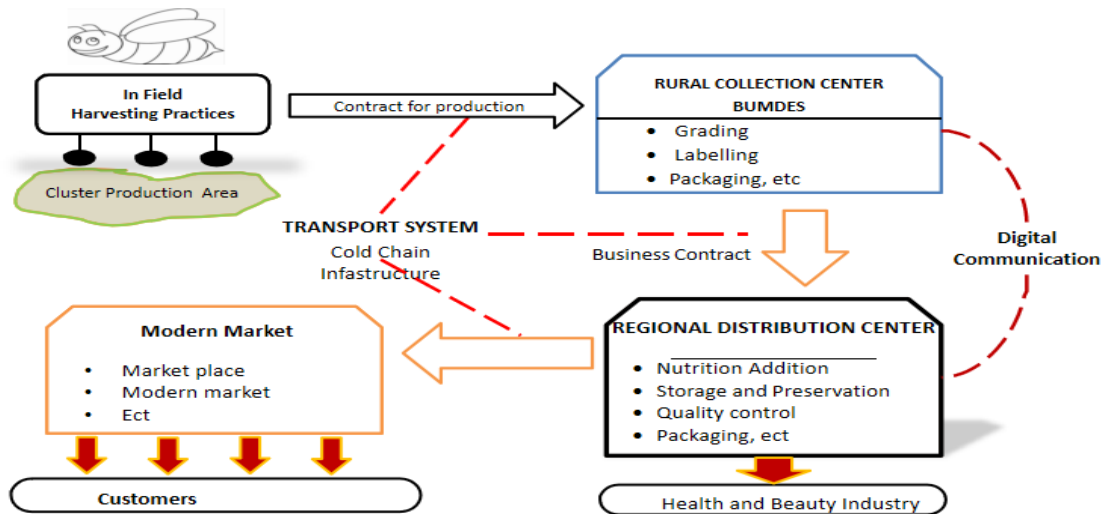 In Field
Harvesting Practices
Cluster Production Area
Contract for production
RURAL COLLECTION CENTER
BUMDES
• Grading
• Labelling
• Packaging, etc
TRANSPORT SYSTEM
Cold Chain
Infastructure
Business Contract
Digital
Communication
Modern Market
• Market place
• Modern market
• Ect
REGIONAL DISTRIBUTION CENTER
• Nutrition Addition
• Storage and Preservation
• Quality control
• Packaging, ect
Customers
Health and Beauty Industry